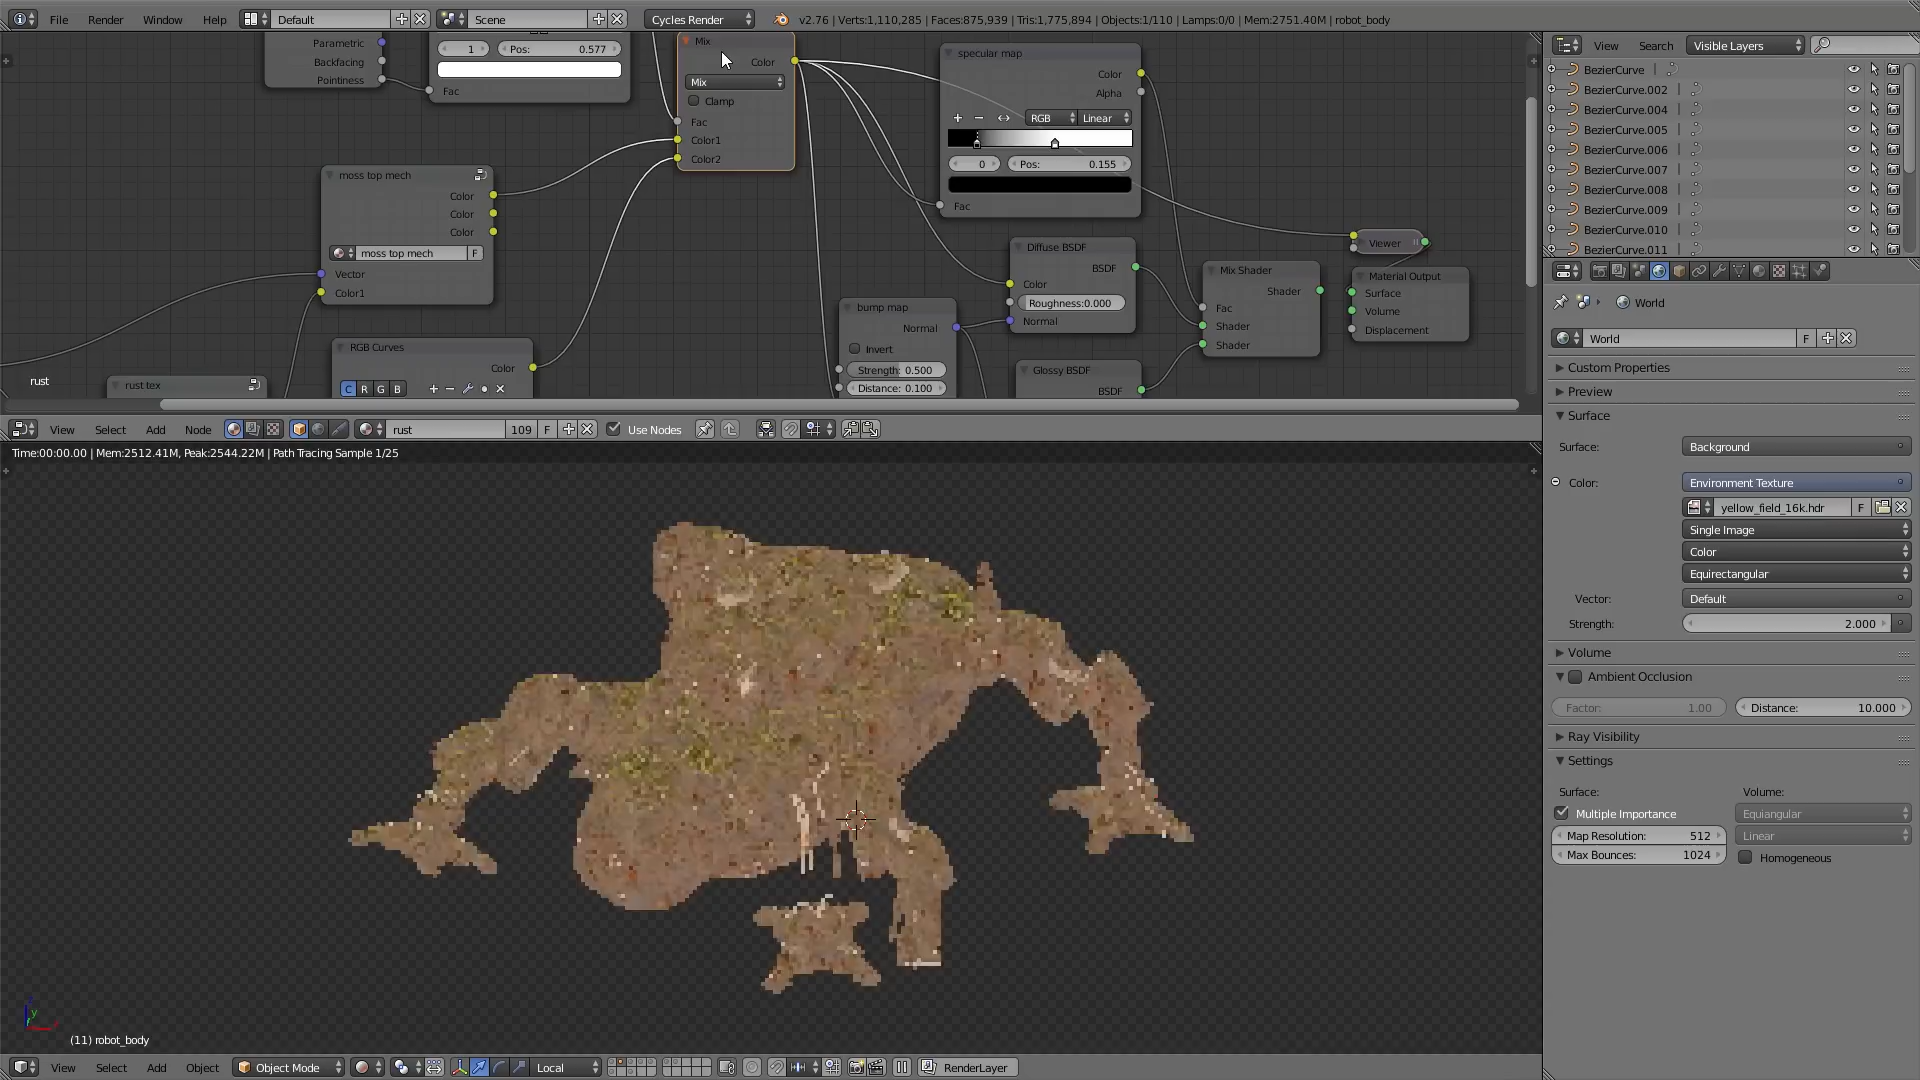 File Render Window Help Default Scene Cycles Render v2.76 | Verts:1,110,285 | Faces:875,939 | Tris:1,775,894 | Objects:1/110 | Lamps:0/0 | Mem:2751.40M | robot_body
Parametric
Backfacing
Pointiness
1 Pos: 0.577
Fac
Mix
Color
Mix
Clamp
Fac
Color1
Color2
specular map
Color
Alpha
RGB Linear
0 Pos: 0.155
Fac
moss top mech
Color
Color
Color
moss top mech F
Vector
Color1
RGB Curves
Color
C R G B
rust tex
rust
bump map
Normal
Invert
Strength: 0.500
Distance: 0.100
Diffuse BSDF
BSDF
Color
Roughness:0.000
Normal
Glossy BSDF
BSDF
Mix Shader
Shader
Fac
Shader
Shader
Viewer
Material Output
Surface
Volume
Displacement
View Select Add Node rust 109 F Use Nodes
Time:00:00.00 | Mem:2512.41M, Peak:2544.22M | Path Tracing Sample 1/25
z
y
(11) robot_body
View Select Add Object Object Mode Local RenderLayer
View Search Visible Layers
BezierCurve
BezierCurve.002
BezierCurve.004
BezierCurve.005
BezierCurve.006
BezierCurve.007
BezierCurve.008
BezierCurve.009
BezierCurve.010
BezierCurve.011
World
World F
Custom Properties
Preview
Surface
Surface: Background
Color: Environment Texture
yellow_field_16k.hdr F
Single Image
Color
Equirectangular
Vector: Default
Strength: 2.000
Volume
Ambient Occlusion
Factor: 1.00 Distance: 10.000
Ray Visibility
Settings
Surface: Volume:
Multiple Importance Equiangular
Map Resolution: 512 Linear
Max Bounces: 1024 Homogeneous